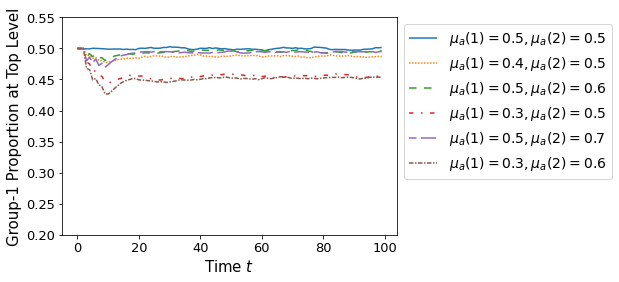 Group-1 Proportion at Top Level
0.55
0.50
0.45
0.40
0.35
0.30
0.25
0.20
0
20
40
60
80
100
Time t
μₐ(1) = 0.5, μₐ(2) = 0.5
μₐ(1) = 0.4, μₐ(2) = 0.5
μₐ(1) = 0.5, μₐ(2) = 0.6
μₐ(1) = 0.3, μₐ(2) = 0.5
μₐ(1) = 0.5, μₐ(2) = 0.7
μₐ(1) = 0.3, μₐ(2) = 0.6